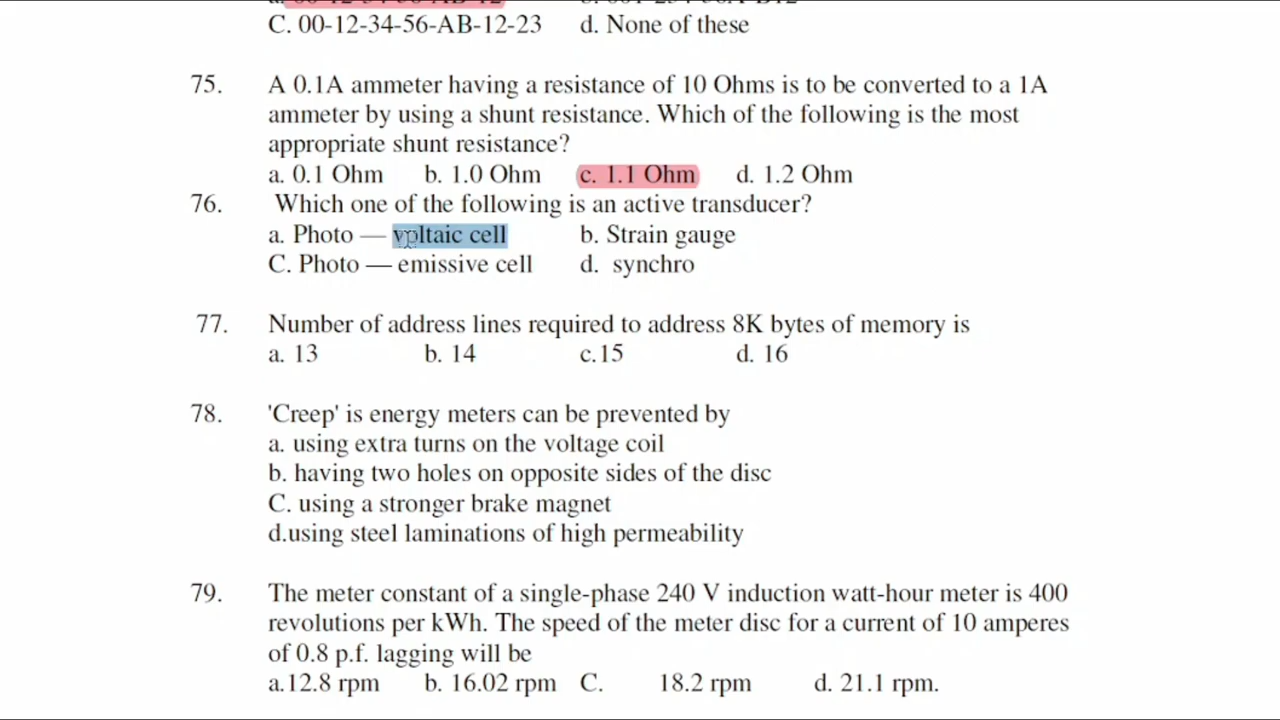 C. 00-12-34-56-AB-12-23 d. None of these
75. A 0.1A ammeter having a resistance of 10 Ohms is to be converted to a 1A
ammeter by using a shunt resistance. Which of the following is the most
appropriate shunt resistance?
a. 0.1 Ohm b. 1.0 Ohm c. 1.1 Ohm d. 1.2 Ohm
76. Which one of the following is an active transducer?
a. Photo — voltaic cell b. Strain gauge
C. Photo — emissive cell d. synchro
77. Number of address lines required to address 8K bytes of memory is
a. 13 b. 14 c.15 d. 16
78. 'Creep' is energy meters can be prevented by
a. using extra turns on the voltage coil
b. having two holes on opposite sides of the disc
C. using a stronger brake magnet
d.using steel laminations of high permeability
79. The meter constant of a single-phase 240 V induction watt-hour meter is 400
revolutions per kWh. The speed of the meter disc for a current of 10 amperes
of 0.8 p.f. lagging will be
a.12.8 rpm b. 16.02 rpm C. 18.2 rpm d. 21.1 rpm.